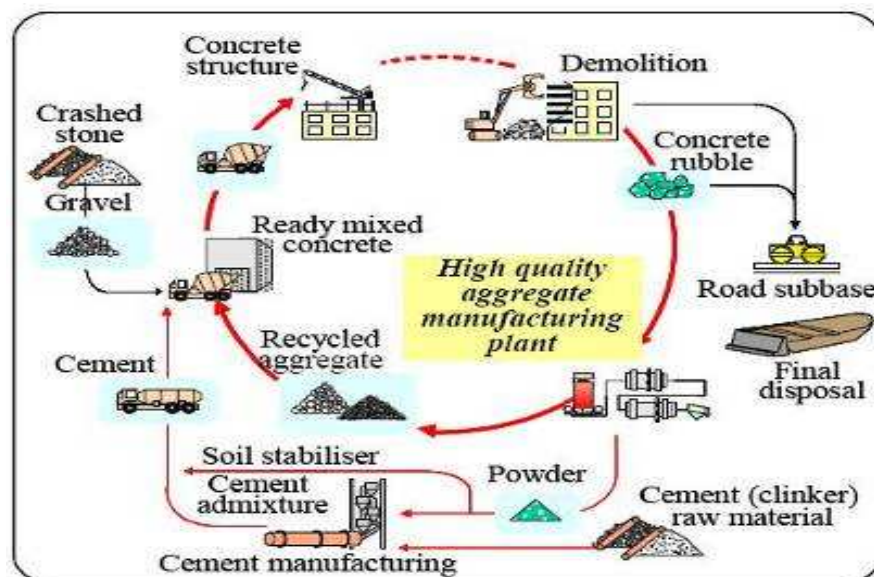 Concrete
structure
Demolition
Crashed
stone
Concrete
rubble
Gravel
Ready mixed
concrete
High quality
aggregate
manufacturing
plant
Road subbase
Recycled
aggregate
Cement
Final
disposal
Soil stabiliser
Powder
Cement
admixture
Cement (clinker)
raw material
Cement manufacturing